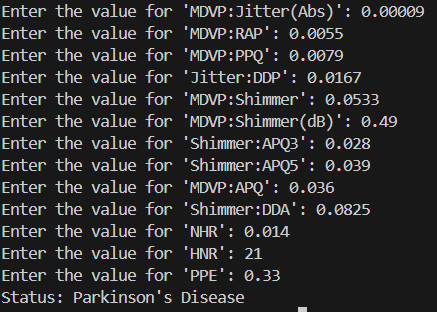 Enter the value for 'MDVP:Jitter(Abs)': 0.00009
Enter the value for 'MDVP:RAP': 0.0055
Enter the value for 'MDVP:PPQ': 0.0079
Enter the value for 'Jitter:DDP': 0.0167
Enter the value for 'MDVP:Shimmer': 0.0533
Enter the value for 'MDVP:Shimmer(dB)': 0.49
Enter the value for 'Shimmer:APQ3': 0.028
Enter the value for 'Shimmer:APQ5': 0.039
Enter the value for 'MDVP:APQ': 0.036
Enter the value for 'Shimmer:DDA': 0.0825
Enter the value for 'NHR': 0.014
Enter the value for 'HNR': 21
Enter the value for 'PPE': 0.33
Status: Parkinson's Disease